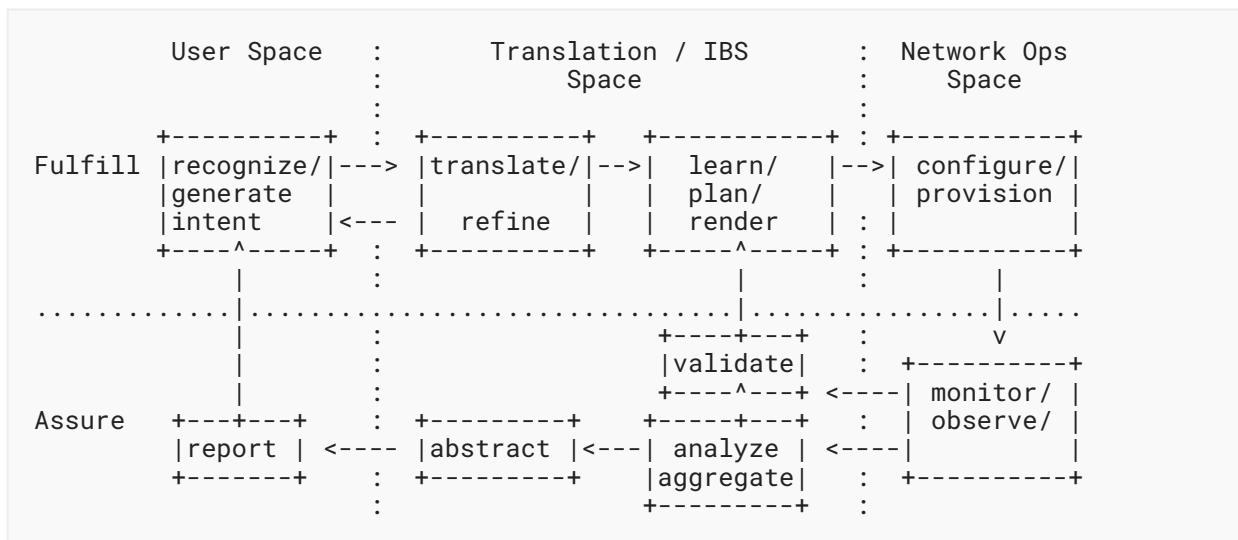 User Space   :        Translation / IBS       :  Network Ops
                      :             Space              :     Space
                      :                                :
        +----------+  :  +----------+   +-----------+ : +-----------+
Fulfill |recognize/|---> |translate/|-->|  learn/   |-->| configure/|
        |generate  |     |          |   |  plan/    |   | provision |
        |intent    |<--- |  refine  |   |  render   | : |           |
        +----^-----+  :  +----------+   +-----^-----+ : +-----------+
             |        :                       |       :       |
.............|................................|................|.....
             |        :                  +----+---+   :       v
             |        :                  |validate|   :  +----------+
             |        :                  +----^---+ <----| monitor/ |
Assure   +---+---+    :  +---------+    +-----+---+   :  | observe/ |
         |report | <---- |abstract |<---| analyze | <----|          |
         +-------+    :  +---------+    |aggregate|   :  +----------+
                      :                 +---------+   :